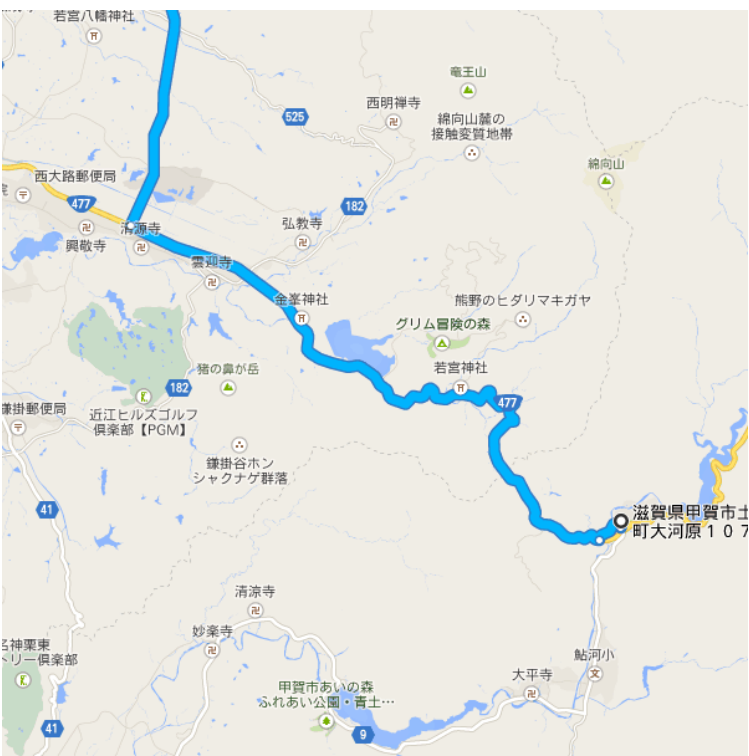 若宮八幡神社
竜王山
525
西明禅寺
綿向山麓の
接触変質地帯
綿向山
西大路郵便局
477
182
興敬寺
清源寺
弘教寺
雲迎寺
金峯神社
熊野のヒダリマキガヤ
グリム冒険の森
若宮神社
猪の鼻が岳
182
477
鎌掛郵便局
近江ヒルズゴルフ
倶楽部【PGM】
鎌掛谷ホン
シャクナゲ群落
41
滋賀県甲賀市土
町大河原１０７
清涼寺
妙楽寺
名神栗東
トリー倶楽部
鮎河小
大平寺
甲賀市あいの森
ふれあい公園・青土…
41
9